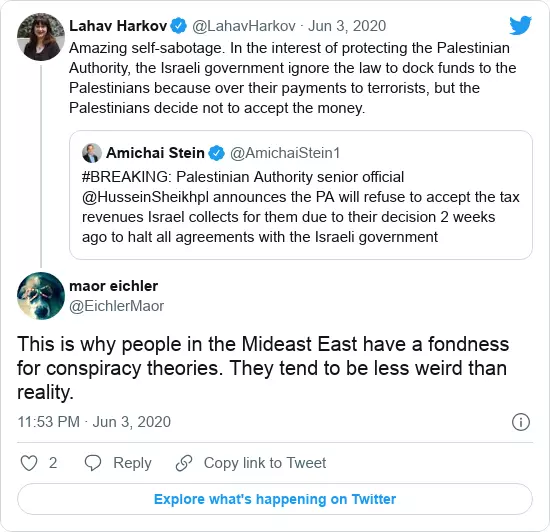 Lahav Harkov @LahavHarkov · Jun 3, 2020
Amazing self-sabotage. In the interest of protecting the Palestinian
Authority, the Israeli government ignore the law to dock funds to the
Palestinians because over their payments to terrorists, but the
Palestinians decide not to accept the money.
Amichai Stein @AmichaiStein1
#BREAKING: Palestinian Authority senior official
@HusseinSheikhpl announces the PA will refuse to accept the tax
revenues Israel collects for them due to their decision 2 weeks
ago to halt all agreements with the Israeli government
maor eichler
@EichlerMaor
This is why people in the Mideast East have a fondness
for conspiracy theories. They tend to be less weird than
reality.
11:53 PM · Jun 3, 2020
2 Reply Copy link to Tweet
Explore what's happening on Twitter